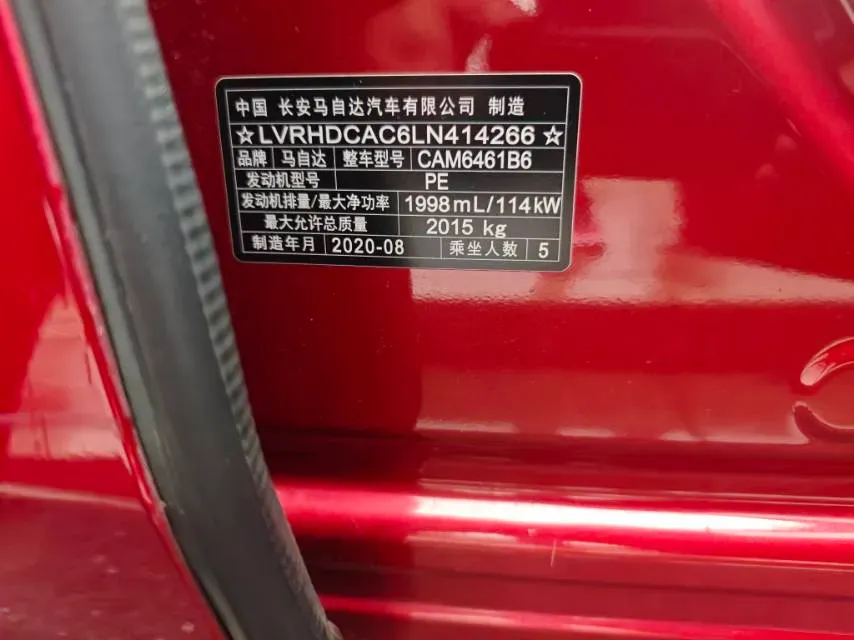 中国 长安马自达汽车有限公司 制造
☆LVRHDCAC6LN414266☆
品牌 马自达 整车型号 CAM6461B6
发动机型号 PE
发动机排量/最大净功率 1998mL/114kW
最大允许总质量 2015 kg
制造年月 2020-08 乘坐人数 5